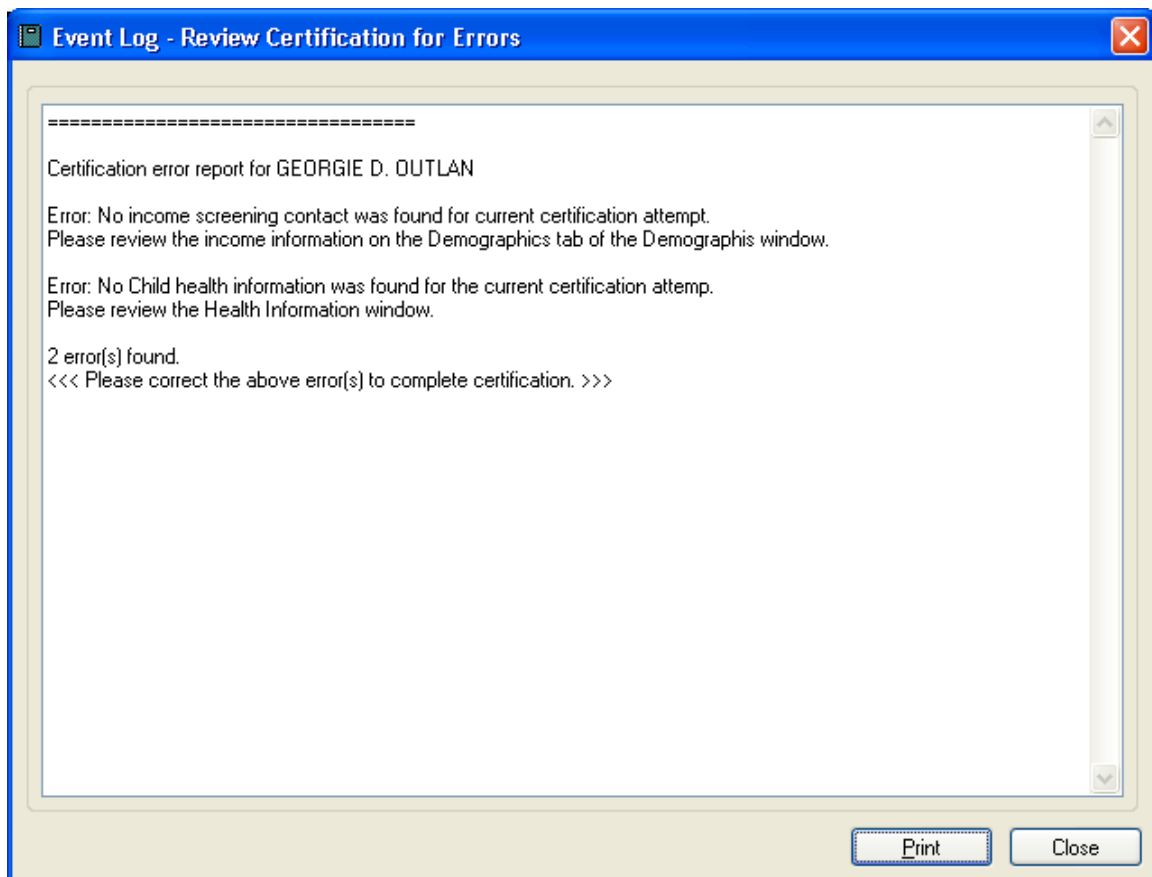 Event Log - Review Certification for Errors
==================================
Certification error report for GEORGIE D. OUTLAN
Error: No income screening contact was found for current certification attempt.
Please review the income information on the Demographics tab of the Demographis window.
Error: No Child health information was found for the current certification attemp.
Please review the Health Information window.
2 error(s) found.
<<< Please correct the above error(s) to complete certification. >>>
Print
Close